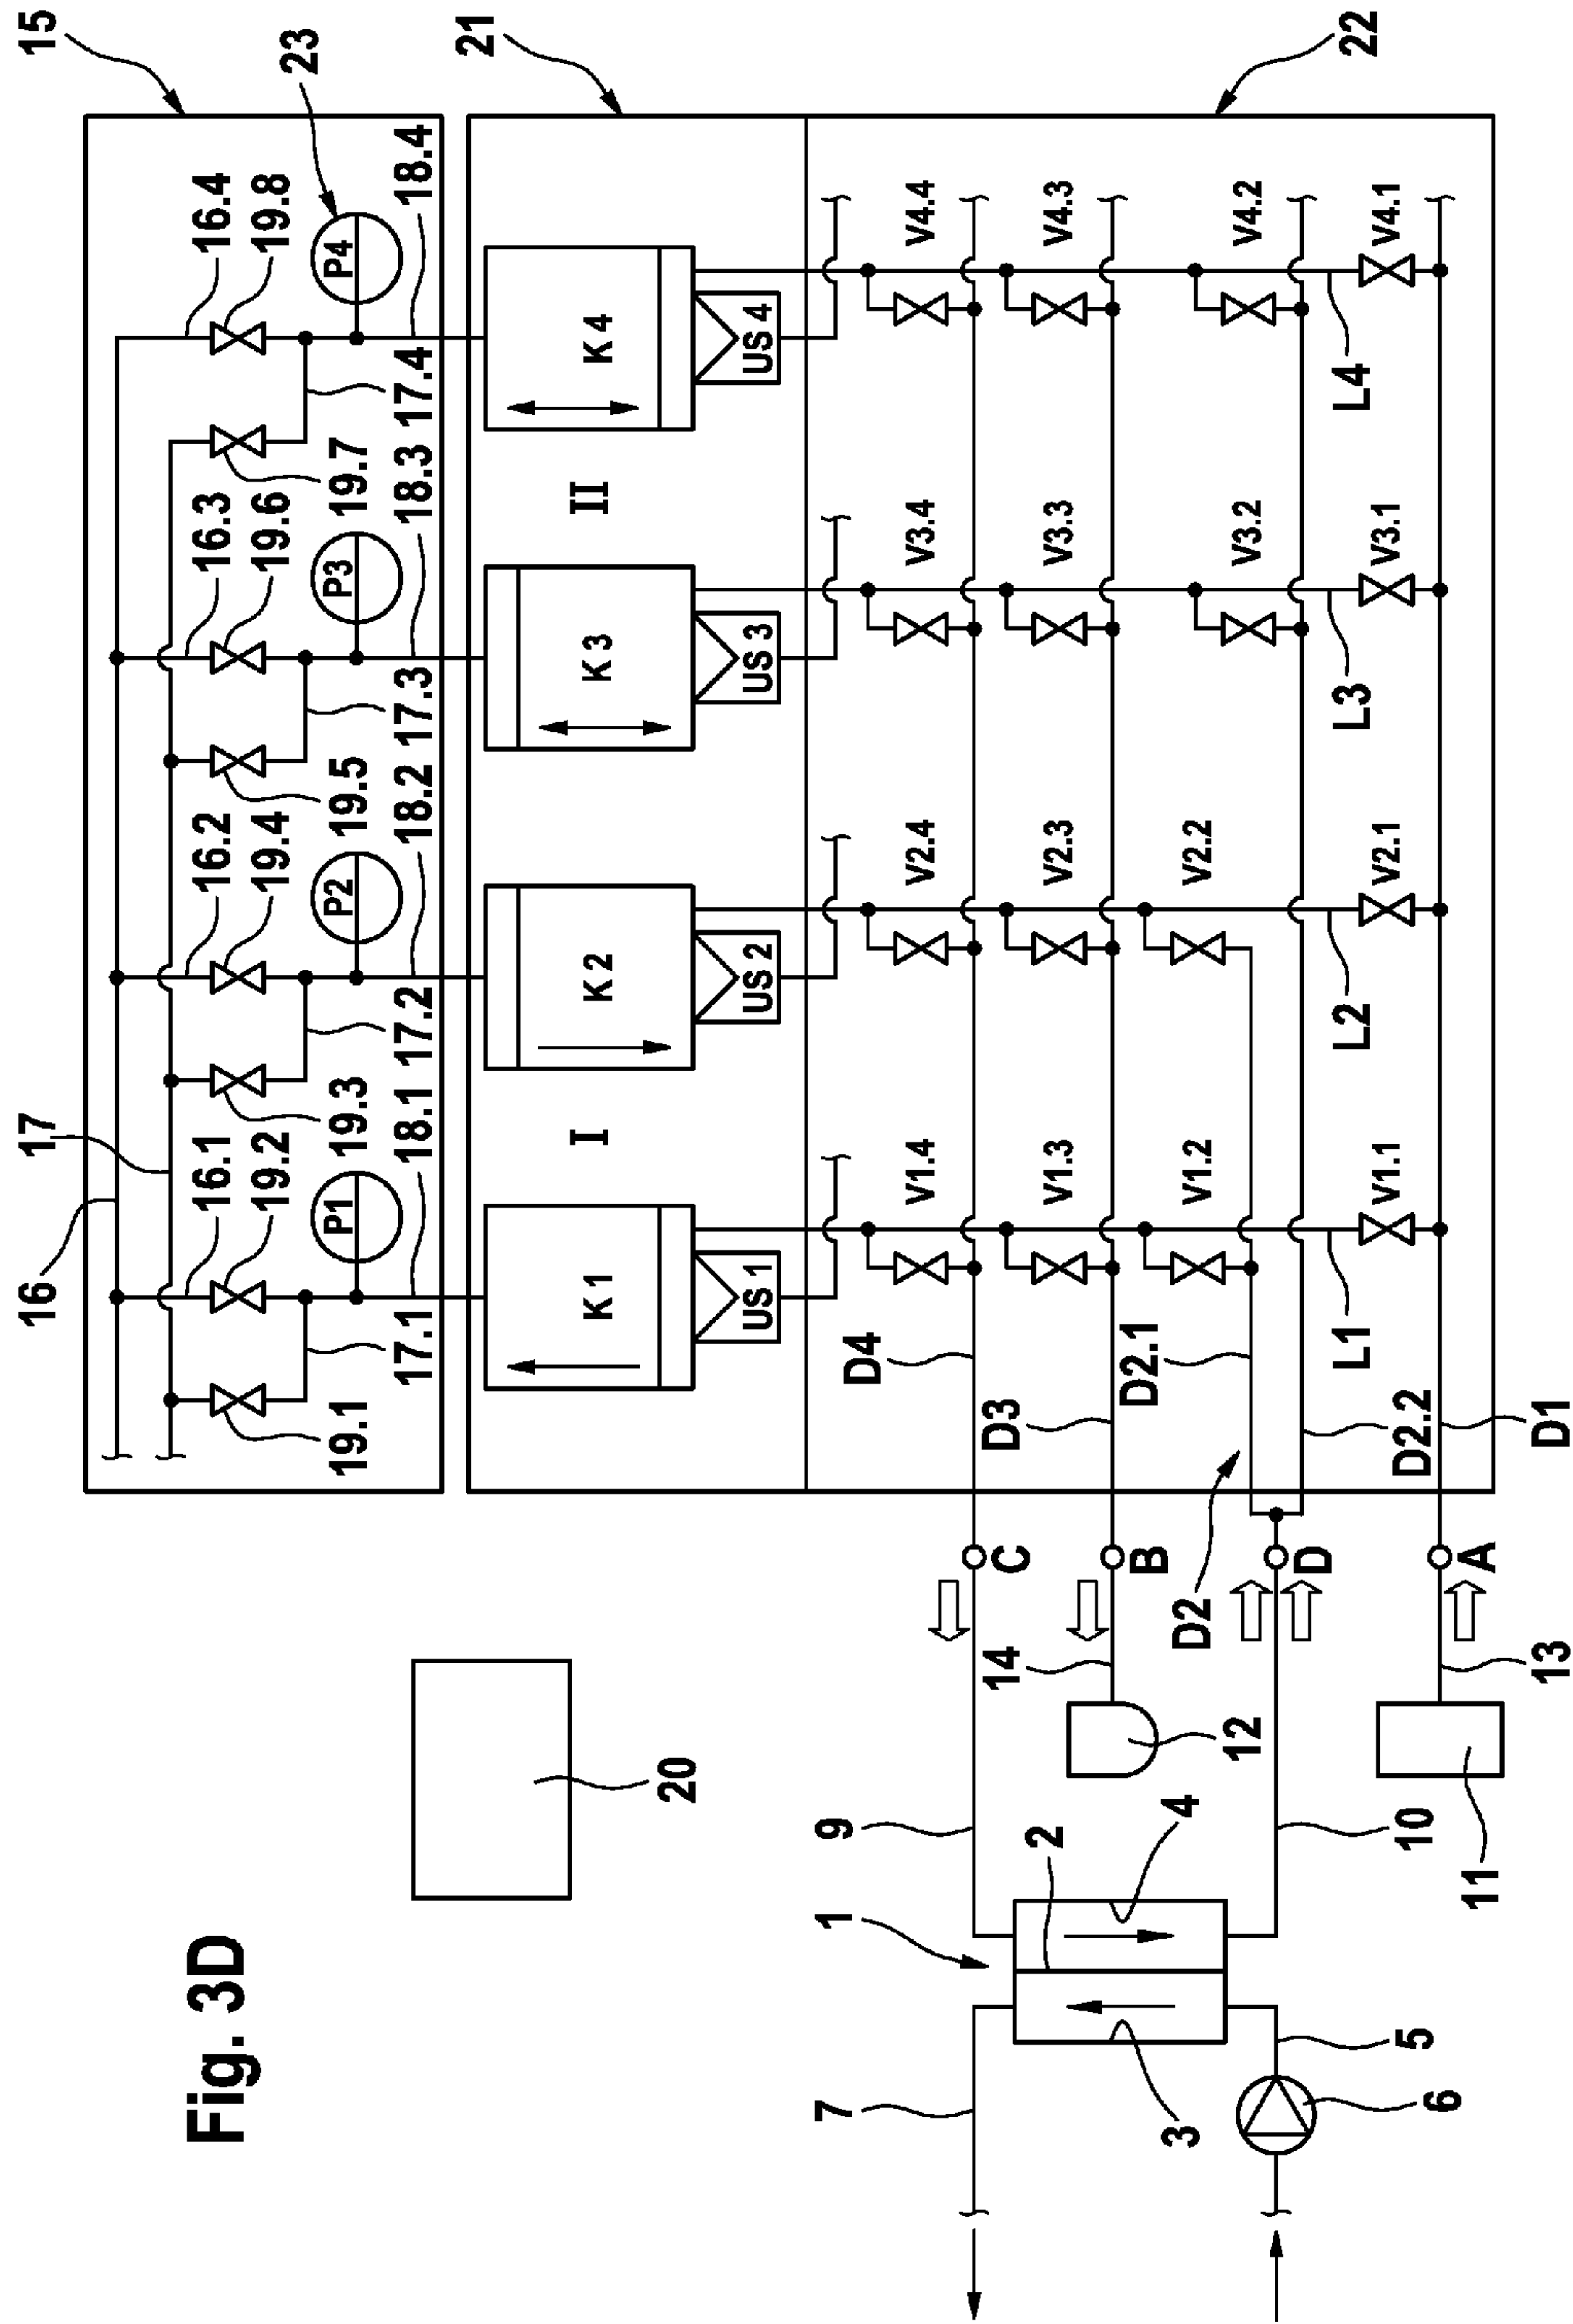 Fig. 3D
15
23
16
17
16.1
19.2
16.2
19.4
16.3
19.6
16.4
19.8
P1
P2
P3
P4
19.1
17.1
18.1
19.3
17.2
18.2
19.5
17.3
18.3
19.7
17.4
18.4
20
21
K1
I
K2
K3
II
K4
US 1
US 2
US 3
US 4
22
7
1
9
D4
V1.4
V2.4
V3.4
V4.4
C
2
14
D3
V1.3
V2.3
V3.3
V4.3
B
3
4
12
D2
D2.1
V1.2
V2.2
V3.2
V4.2
D
5
6
10
D2.2
L1
L2
L3
L4
V1.1
V2.1
V3.1
V4.1
A
11
13
D1